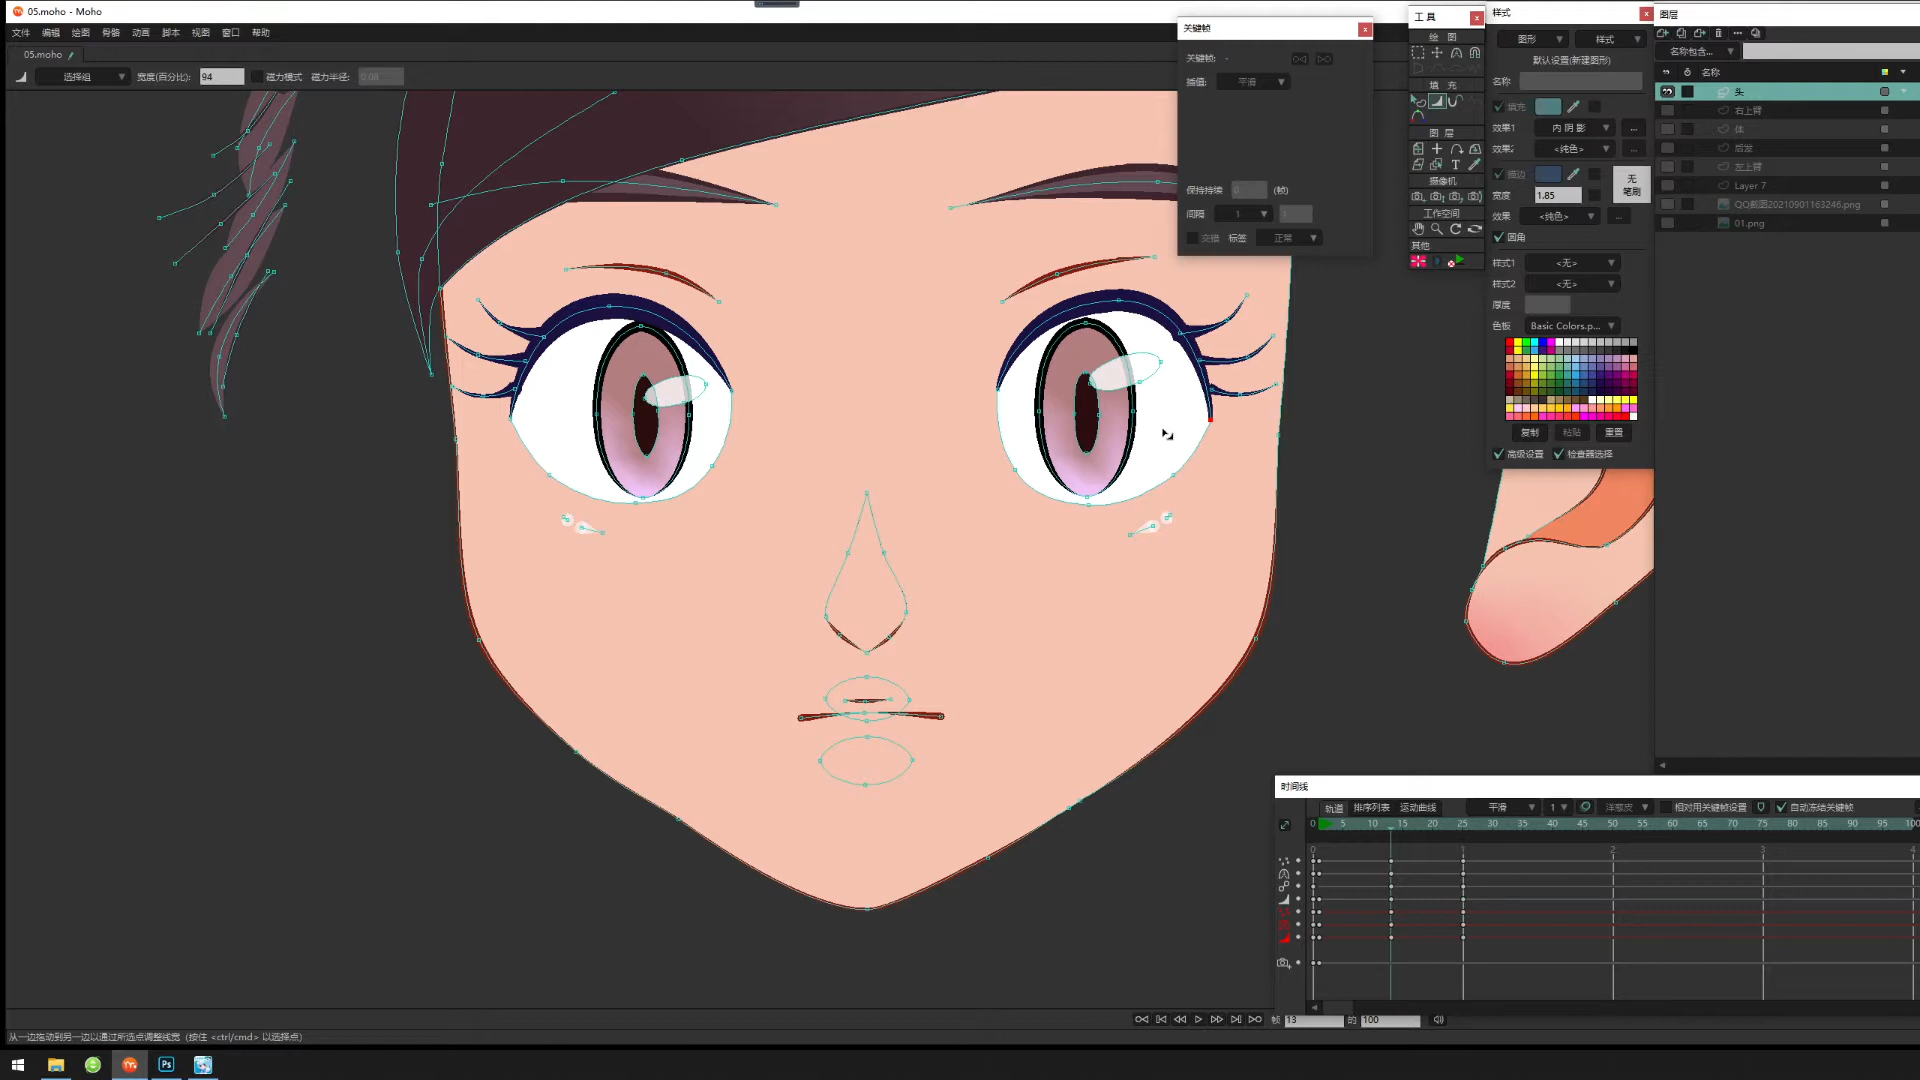 05.moho - Moho
文件 编辑 绘图 骨骼 动画 脚本 视图 窗口 帮助
05.moho
选择组 宽度(百分比): 94 磁力模式 磁力半径: 0.08
关键帧
关键帧: -
插值: 平滑
保持持续 0 (帧)
间隔 1 1
交错 标签 正常
工具
绘图
填充
图层
T
摄像机
工作空间
其他
样式
图形 样式
默认设置(新建图形)
名称
填充
效果1 内阴影 ...
效果2 <纯色> ...
描边 无笔刷
宽度 1.85
效果 <纯色> ...
圆角
样式1 <无>
样式2 <无>
厚度
色板 Basic Colors.p...
复制 粘贴 重置
高级设置 检查器选择
图层
名称包含...
名称
头
右上臂
体
后发
左上臂
Layer 7
QQ截图20210901163246.png
01.png
时间线
轨道 排序列表 运动曲线 平滑 1 洋葱皮 相对用关键帧设置 自动冻结关键帧
0 5 10 15 20 25 30 35 40 45 50 55 60 65 70 75 80 85 90 95 100
0 1 2 3 4
帧 13 的 100
从一边拖动到另一边以通过所选点调整线宽 (按住 <ctrl/cmd> 以选择点)
Ps